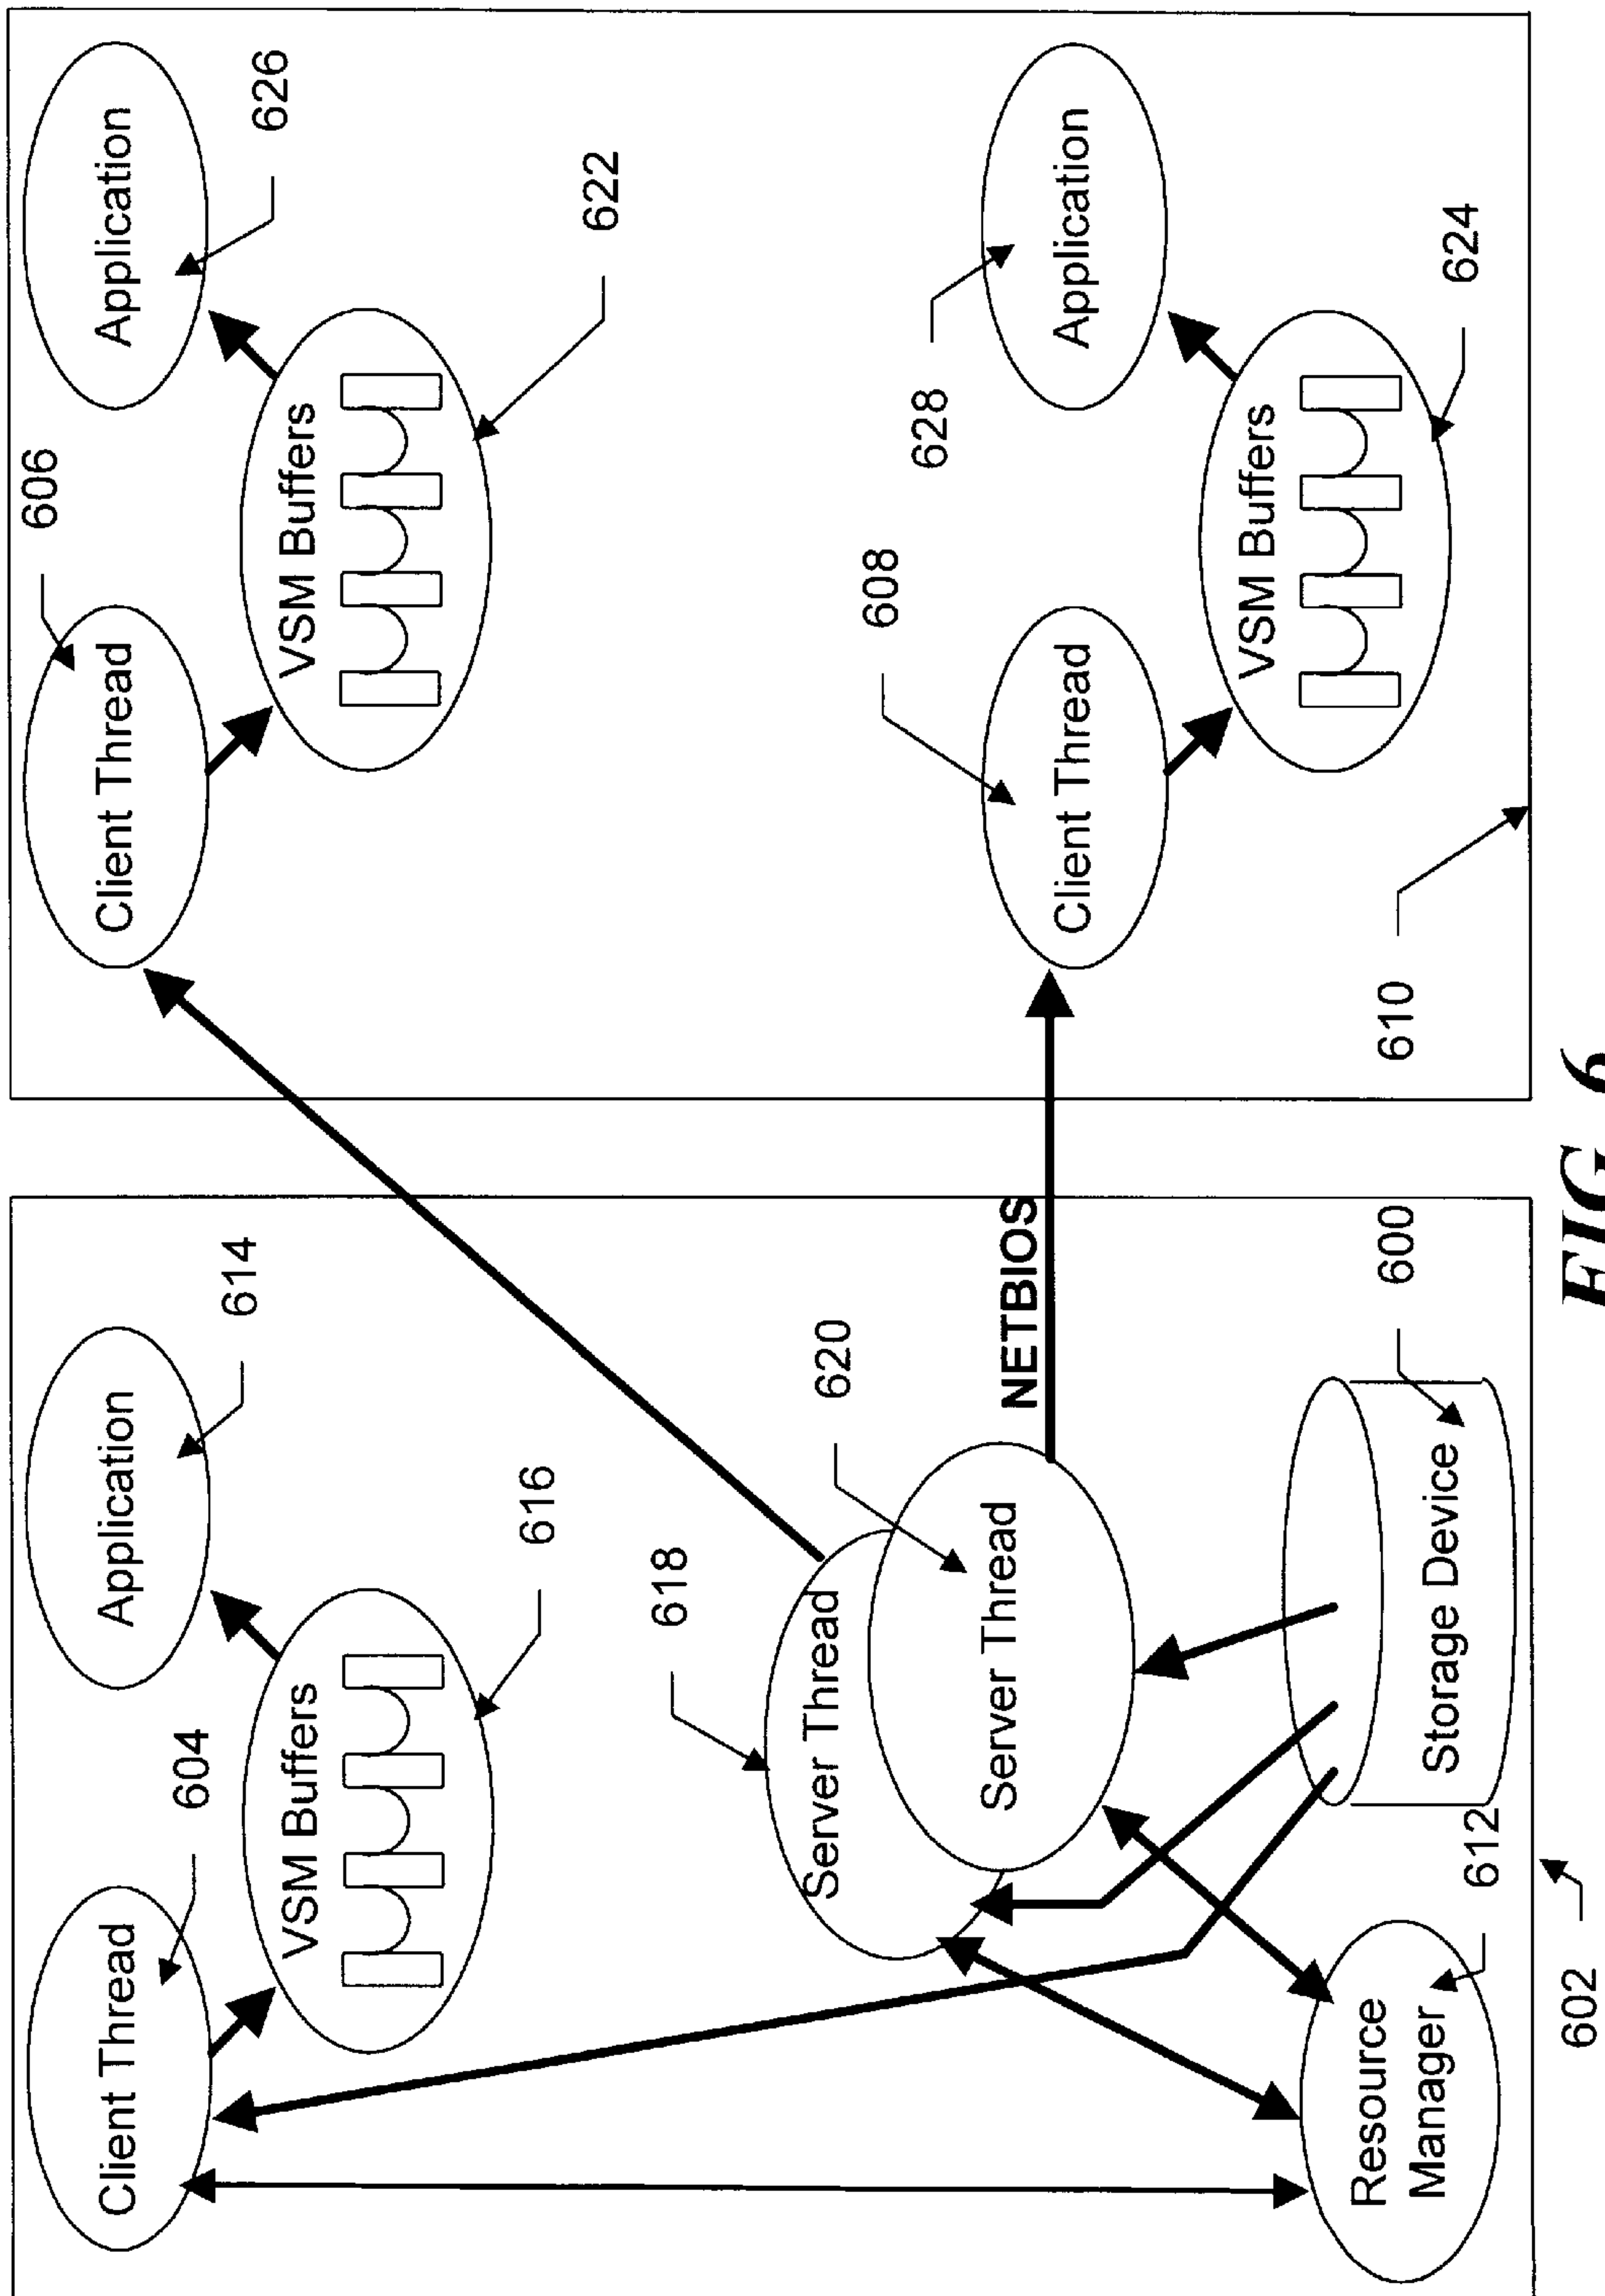 Client Thread
604
Application
614
VSM Buffers
616
618
Server Thread
620
Server Thread
NETBIOS
Resource
Manager
612
Storage Device
600
602
Client Thread
606
Application
626
VSM Buffers
622
608
Client Thread
628
Application
VSM Buffers
624
610
FIG. 6